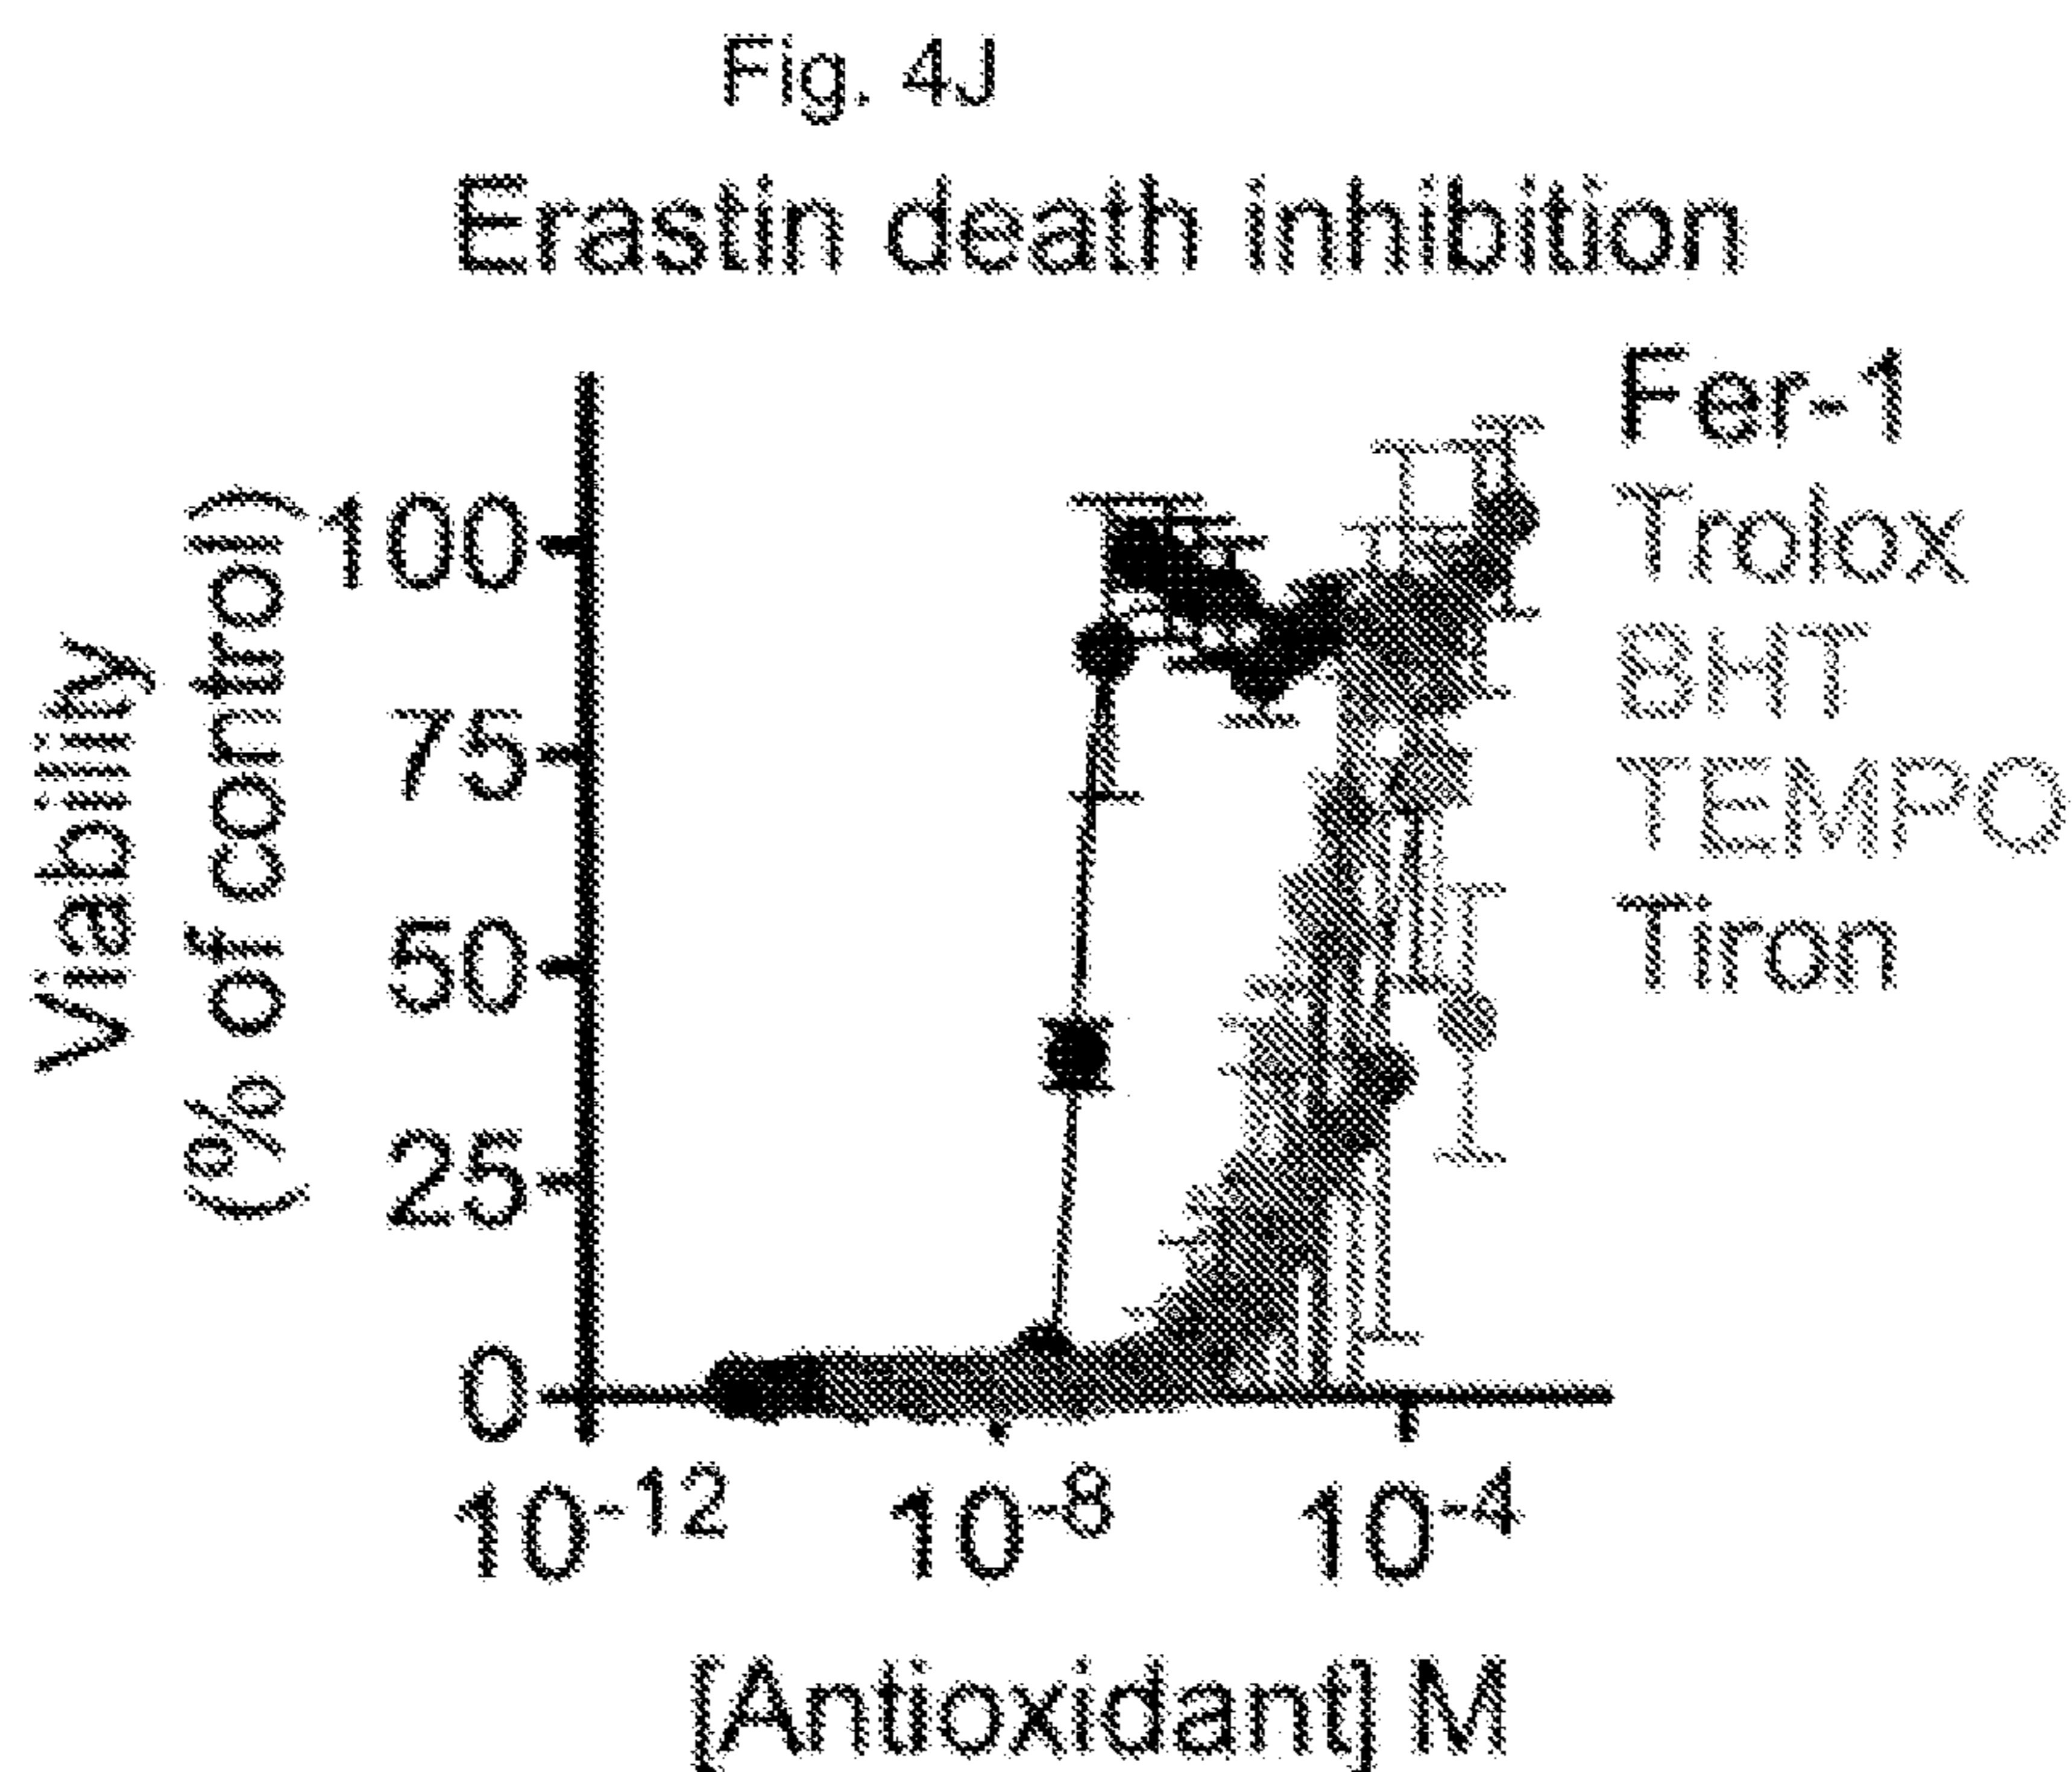 Fig. 4J
Erastin death inhibition
Viability
(% of control)
100
75
50
25
0
10-12
10-8
10-4
[Antioxidant] M
Fer-1
Trolox
BHT
TEMPO
Tiron